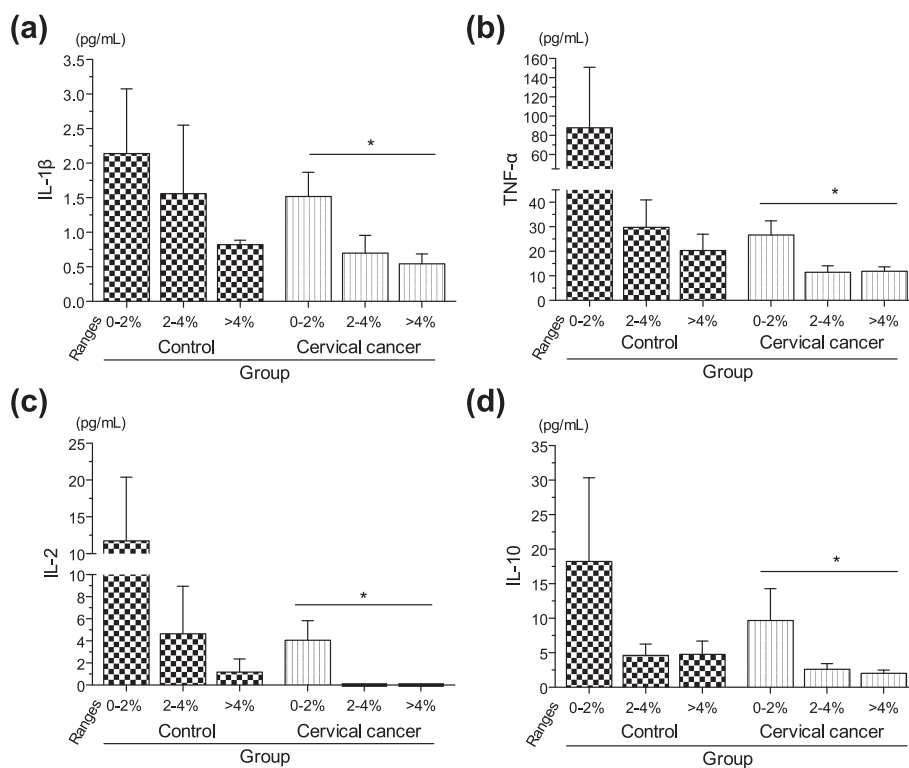 (a)
(pg/mL)
IL-1β
3.5
3.0
2.5
2.0
1.5
1.0
0.5
0.0
*
Ranges 0-2% 2-4% >4% 0-2% 2-4% >4%
Control Cervical cancer
Group
(b)
(pg/mL)
TNF-α
160
140
120
100
80
60
40
30
20
10
0
*
Ranges 0-2% 2-4% >4% 0-2% 2-4% >4%
Control Cervical cancer
Group
(c)
(pg/mL)
IL-2
25
20
15
10
10
8
6
4
2
0
*
Ranges 0-2% 2-4% >4% 0-2% 2-4% >4%
Control Cervical cancer
Group
(d)
(pg/mL)
IL-10
35
30
25
20
15
10
5
0
*
Ranges 0-2% 2-4% >4% 0-2% 2-4% >4%
Control Cervical cancer
Group